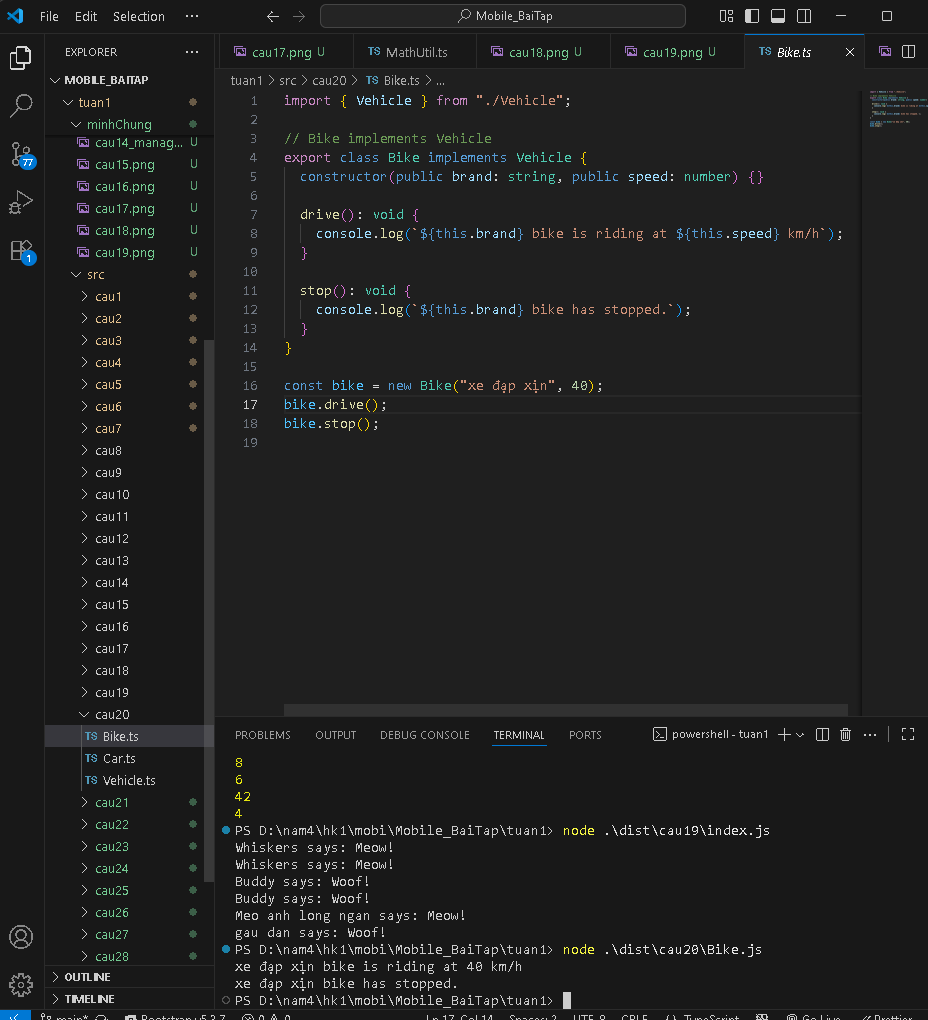 File Edit Selection ··· Mobile_BaiTap
EXPLORER ···
MOBILE_BAITAP
tuan1
minhChung
cau14_manag... U
cau15.png U
cau16.png U
cau17.png U
cau18.png U
cau19.png U
src
cau1
cau2
cau3
cau4
cau5
cau6
cau7
cau8
cau9
cau10
cau11
cau12
cau13
cau14
cau15
cau16
cau17
cau18
cau19
cau20
TS Bike.ts
TS Car.ts
TS Vehicle.ts
cau21
cau22
cau23
cau24
cau25
cau26
cau27
cau28
OUTLINE
TIMELINE
77
1
cau17.png U TS MathUtil.ts cau18.png U cau19.png U TS Bike.ts
tuan1 > src > cau20 > TS Bike.ts > ...
1 import { Vehicle } from "./Vehicle";
2
3 // Bike implements Vehicle
4 export class Bike implements Vehicle {
5 constructor(public brand: string, public speed: number) {}
6
7 drive(): void {
8 console.log(`${this.brand} bike is riding at ${this.speed} km/h`);
9 }
10
11 stop(): void {
12 console.log(`${this.brand} bike has stopped.`);
13 }
14 }
15
16 const bike = new Bike("xe đạp xịn", 40);
17 bike.drive();
18 bike.stop();
19
PROBLEMS OUTPUT DEBUG CONSOLE TERMINAL PORTS powershell - tuan1 ···
8
6
42
4
PS D:\nam4\hk1\mobi\Mobile_BaiTap\tuan1> node .\dist\cau19\index.js
Whiskers says: Meow!
Whiskers says: Meow!
Buddy says: Woof!
Buddy says: Woof!
Meo anh long ngan says: Meow!
gau dan says: Woof!
PS D:\nam4\hk1\mobi\Mobile_BaiTap\tuan1> node .\dist\cau20\Bike.js
xe đạp xịn bike is riding at 40 km/h
xe đạp xịn bike has stopped.
PS D:\nam4\hk1\mobi\Mobile_BaiTap\tuan1>
main* Bootstrap v5.3.7 0 0 Ln 17, Col 14 Spaces: 2 UTF-8 CRLF {} TypeScript Go Live Prettier